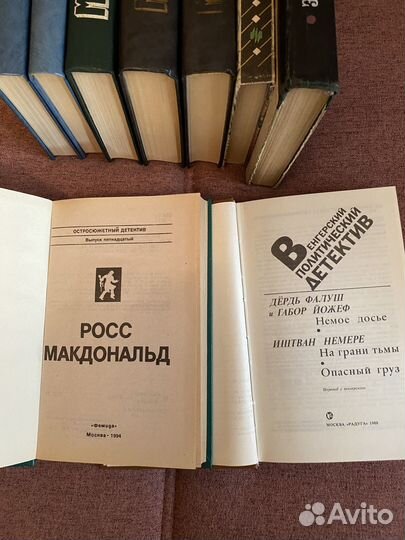 ОСТРОСЮЖЕТНЫЙ ДЕТЕКТИВ
Выпуск пятнадцатый
РОСС
МАКДОНАЛЬД
«Фемида»
Москва • 1994
ВЕНГЕРСКИЙ
ПОЛИТИЧЕСКИЙ
ДЕТЕКТИВ
ДЁРДЬ ФАЛУШ
и ГАБОР ЙОЖЕФ
Немое досье
ИШТВАН НЕМЕРЕ
На грани тьмы
Опасный груз
Перевод с венгерского
МОСКВА «РАДУГА» 1988
Avito